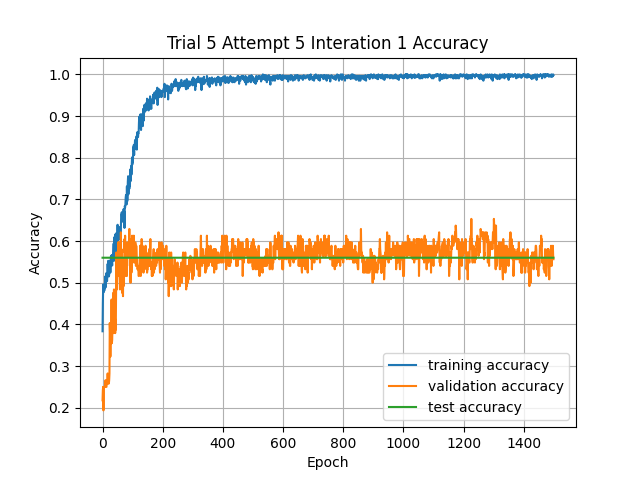 Trial 5 Attempt 5 Interation 1 Accuracy
1.0
0.9
0.8
0.7
0.6
0.5
0.4
0.3
0.2
Accuracy
training accuracy
validation accuracy
test accuracy
0 200 400 600 800 1000 1200 1400
Epoch